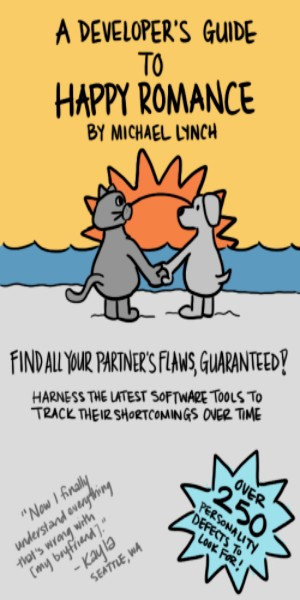 A DEVELOPER'S GUIDE
TO
HAPPY ROMANCE
BY MICHAEL LYNCH
FIND ALL YOUR PARTNER'S FLAWS, GUARANTEED!
HARNESS THE LATEST SOFTWARE TOOLS TO
TRACK THEIR SHORTCOMINGS OVER TIME
"Now I finally
understand everything
that's wrong with
[my boyfriend]."
- Kayla
SEATTLE, WA
OVER
250
PERSONALITY
DEFECTS TO
LOOK FOR!